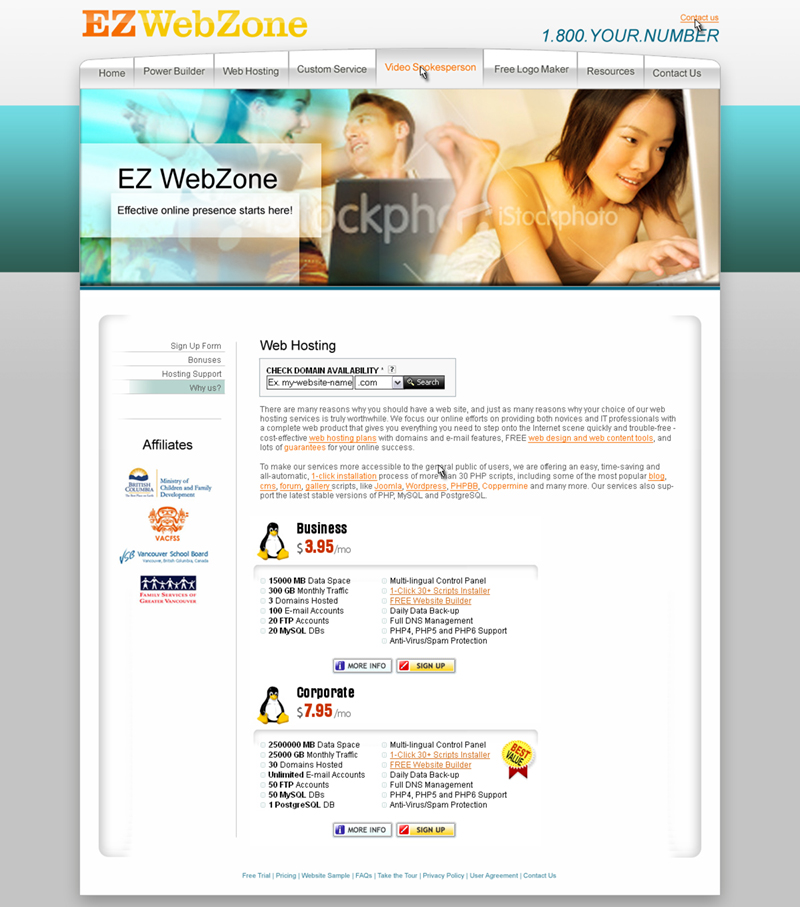 EZWebZone
Contact us
1.800.YOUR.NUMBER
Home
Power Builder
Web Hosting
Custom Service
Video Spokesperson
Free Logo Maker
Resources
Contact Us
EZ WebZone
Effective online presence starts here!
iStockphoto
Sign Up Form
Bonuses
Hosting Support
Why us?
Affiliates
BRITISH COLUMBIA
Ministry of Children and Family Development
VACFSS
VSB Vancouver School Board
Vancouver, British Columbia, Canada
FAMILY SERVICES OF
GREATER VANCOUVER
Web Hosting
CHECK DOMAIN AVAILABILITY * ?
Ex. my-website-name .com Search
There are many reasons why you should have a web site, and just as many reasons why your choice of our web
hosting services is truly worthwhile. We focus our online efforts on providing both novices and IT professionals with
a complete web product that gives you everything you need to step onto the Internet scene quickly and trouble-free -
cost-effective web hosting plans with domains and e-mail features, FREE web design and web content tools, and
lots of guarantees for your online success.
To make our services more accessible to the general public of users, we are offering an easy, time-saving and
all-automatic, 1-click installation process of more than 30 PHP scripts, including some of the most popular blog,
cms, forum, gallery scripts, like Joomla, Wordpress, PHPBB, Coppermine and many more. Our services also sup-
port the latest stable versions of PHP, MySQL and PostgreSQL.
Business
$3.95/mo
15000 MB Data Space
300 GB Monthly Traffic
3 Domains Hosted
100 E-mail Accounts
20 FTP Accounts
20 MySQL DBs
Multi-lingual Control Panel
1-Click 30+ Scripts Installer
FREE Website Builder
Daily Data Back-up
Full DNS Management
PHP4, PHP5 and PHP6 Support
Anti-Virus/Spam Protection
MORE INFO
SIGN UP
Corporate
$7.95/mo
2500000 MB Data Space
25000 GB Monthly Traffic
30 Domains Hosted
Unlimited E-mail Accounts
50 FTP Accounts
50 MySQL DBs
1 PostgreSQL DB
Multi-lingual Control Panel
1-Click 30+ Scripts Installer
FREE Website Builder
Daily Data Back-up
Full DNS Management
PHP4, PHP5 and PHP6 Support
Anti-Virus/Spam Protection
BEST
VALUE
MORE INFO
SIGN UP
Free Trial | Pricing | Website Sample | FAQs | Take the Tour | Privacy Policy | User Agreement | Contact Us